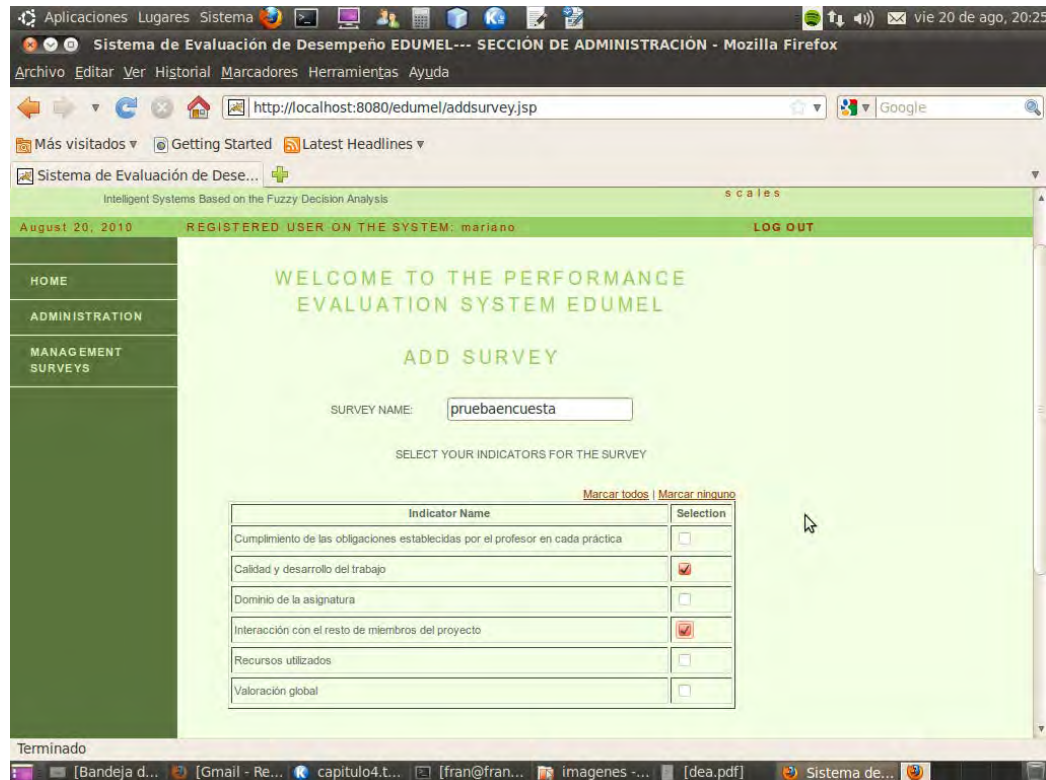 Aplicaciones Lugares Sistema vie 20 de ago, 20:25
Sistema de Evaluación de Desempeño EDUMEL--- SECCIÓN DE ADMINISTRACIÓN - Mozilla Firefox
Archivo Editar Ver Historial Marcadores Herramientas Ayuda
http://localhost:8080/edumel/addsurvey.jsp Google
Más visitados Getting Started Latest Headlines
Sistema de Evaluación de Dese...
Intelligent Systems Based on the Fuzzy Decision Analysis scales
August 20, 2010 REGISTERED USER ON THE SYSTEM: mariano LOG OUT
HOME
ADMINISTRATION
MANAGEMENT
SURVEYS
WELCOME TO THE PERFORMANCE
EVALUATION SYSTEM EDUMEL
ADD SURVEY
SURVEY NAME: pruebaencuesta
SELECT YOUR INDICATORS FOR THE SURVEY
Marcar todos | Marcar ninguno
Indicator Name Selection
Cumplimiento de las obligaciones establecidas por el profesor en cada práctica
Calidad y desarrollo del trabajo
Dominio de la asignatura
Interacción con el resto de miembros del proyecto
Recursos utilizados
Valoración global
Terminado
[Bandeja d... [Gmail - Re... capitulo4.t... [fran@fran... imagenes -... [dea.pdf] Sistema de...